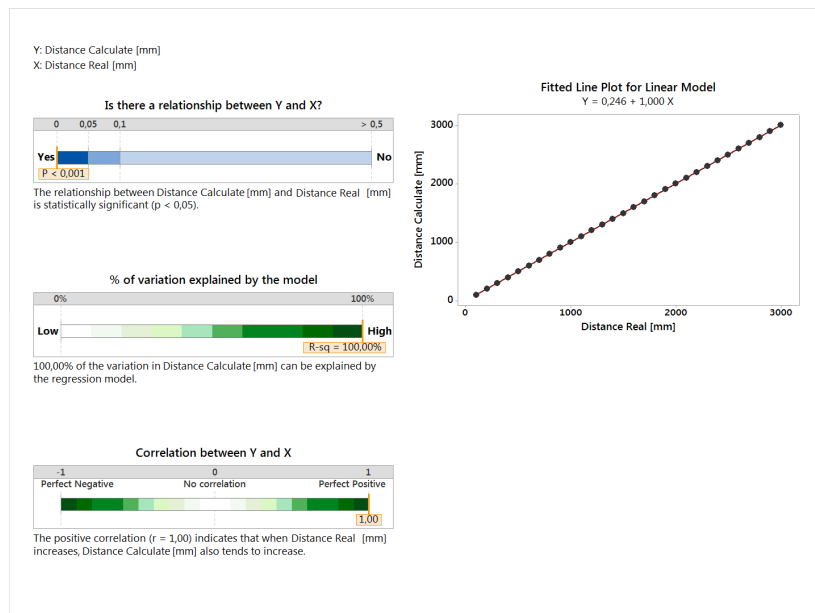 Y: Distance Calculate [mm]
X: Distance Real [mm]
Is there a relationship between Y and X?
0 0,05 0,1 > 0,5
Yes No
P < 0,001
The relationship between Distance Calculate [mm] and Distance Real [mm]
is statistically significant (p < 0,05).
% of variation explained by the model
0% 100%
Low High
R-sq = 100,00%
100,00% of the variation in Distance Calculate [mm] can be explained by
the regression model.
Correlation between Y and X
-1 0 1
Perfect Negative No correlation Perfect Positive
1,00
The positive correlation (r = 1,00) indicates that when Distance Real [mm]
increases, Distance Calculate [mm] also tends to increase.
Fitted Line Plot for Linear Model
Y = 0,246 + 1,000 X
3000
2000
1000
0
Distance Calculate [mm]
0 1000 2000 3000
Distance Real [mm]